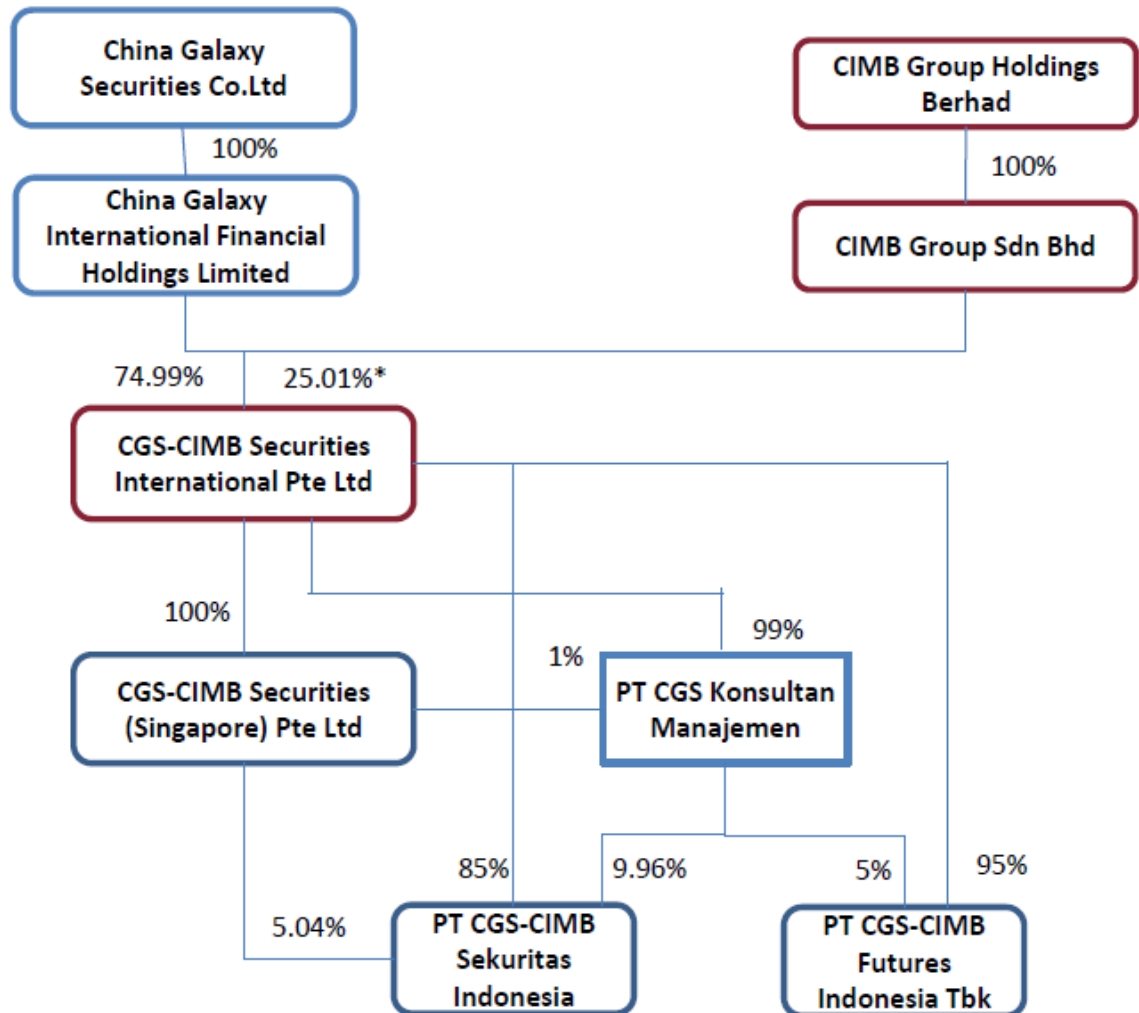 China Galaxy
Securities Co.Ltd
CIMB Group Holdings
Berhad
100%
100%
China Galaxy
International Financial
Holdings Limited
CIMB Group Sdn Bhd
74.99%
25.01%*
CGS-CIMB Securities
International Pte Ltd
100%
99%
1%
CGS-CIMB Securities
(Singapore) Pte Ltd
PT CGS Konsultan
Manajemen
85%
9.96%
5%
95%
5.04%
PT CGS-CIMB
Sekuritas
Indonesia
PT CGS-CIMB
Futures
Indonesia Tbk